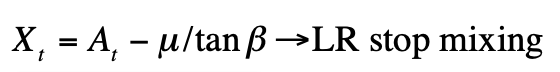 X_t = A_t − μ/tan β → LR stop mixing